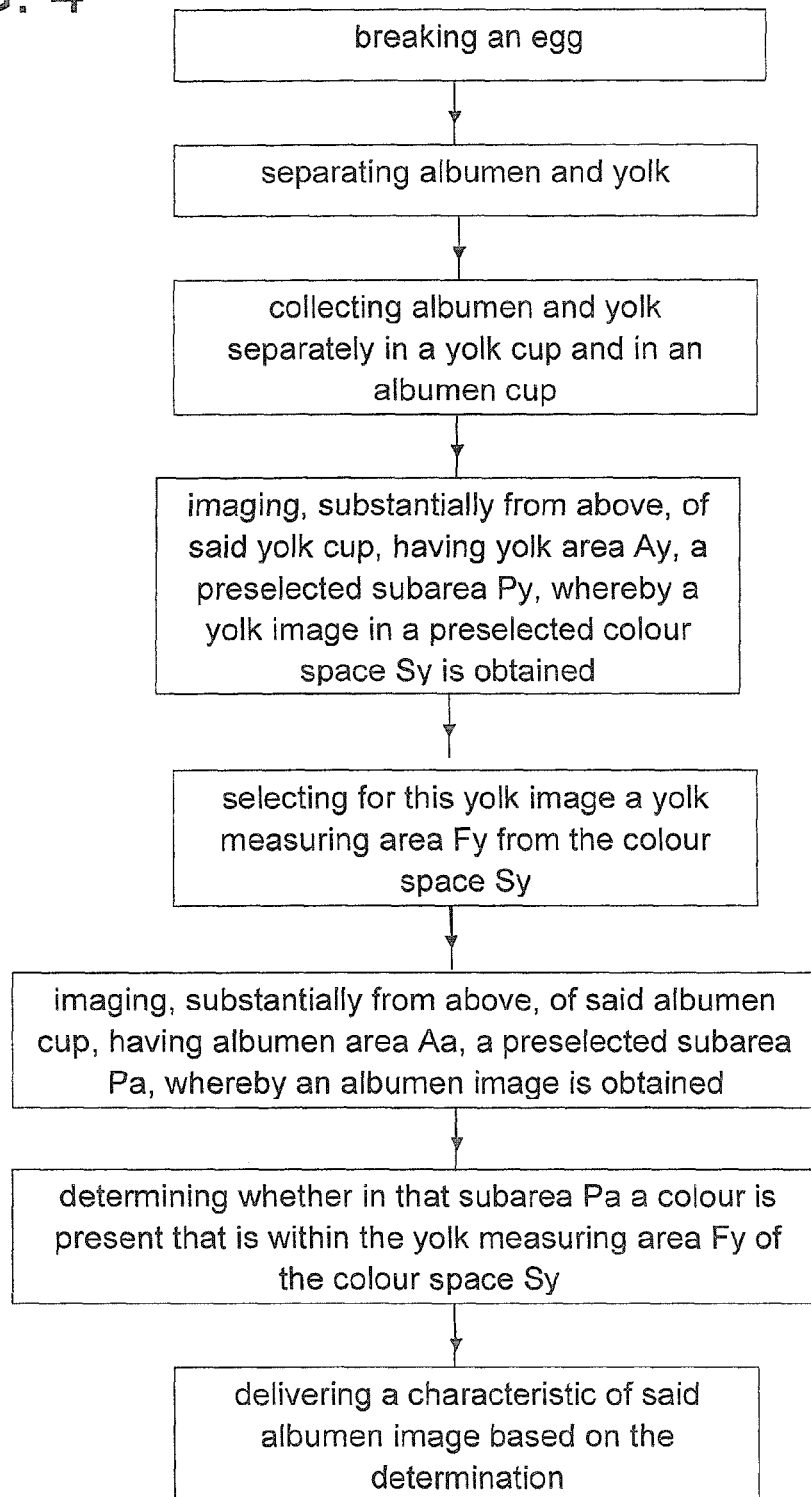 4
breaking an egg
separating albumen and yolk
collecting albumen and yolk
separately in a yolk cup and in an
albumen cup
imaging, substantially from above, of
said yolk cup, having yolk area Ay, a
preselected subarea Py, whereby a
yolk image in a preselected colour
space Sy is obtained
selecting for this yolk image a yolk
measuring area Fy from the colour
space Sy
imaging, substantially from above, of said albumen
cup, having albumen area Aa, a preselected subarea
Pa, whereby an albumen image is obtained
determining whether in that subarea Pa a colour is
present that is within the yolk measuring area Fy of
the colour space Sy
delivering a characteristic of said
albumen image based on the
determination